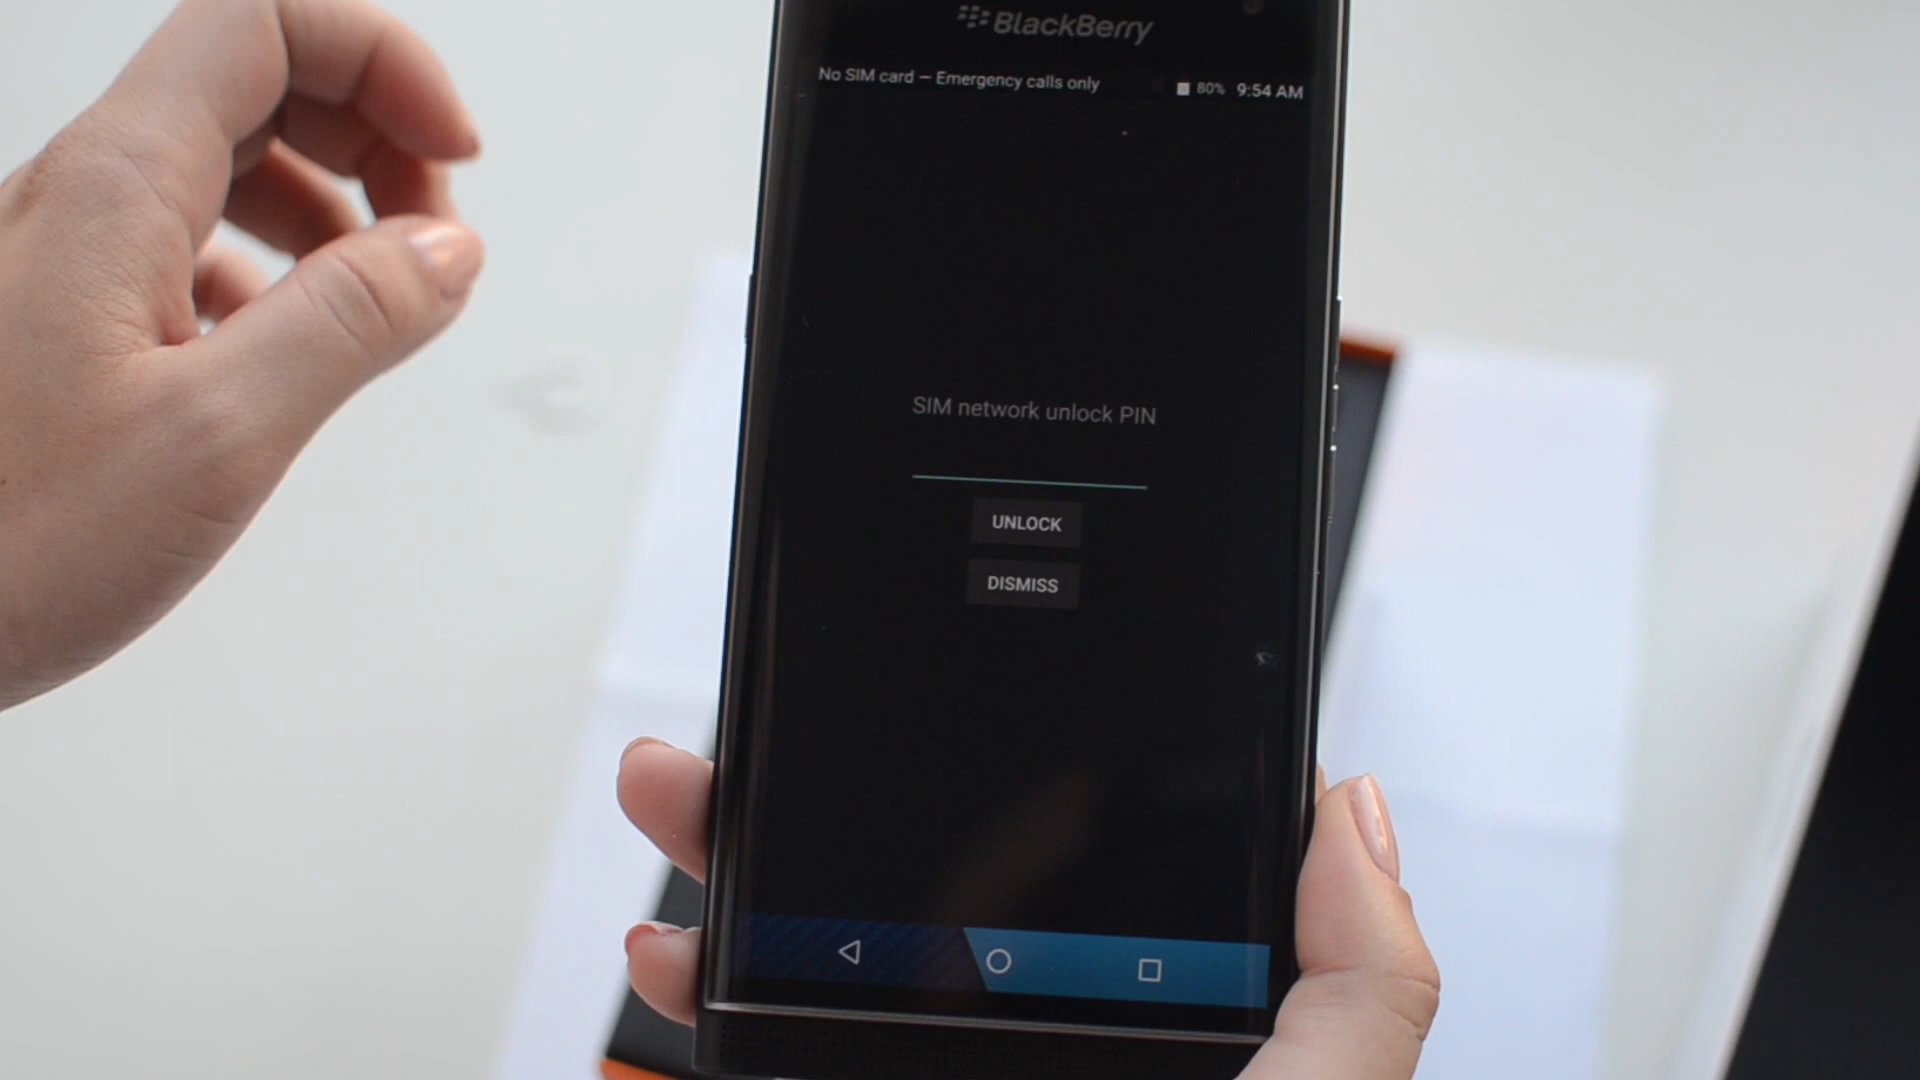 BlackBerry
No SIM card — Emergency calls only 80% 9:54 AM
SIM network unlock PIN
UNLOCK
DISMISS